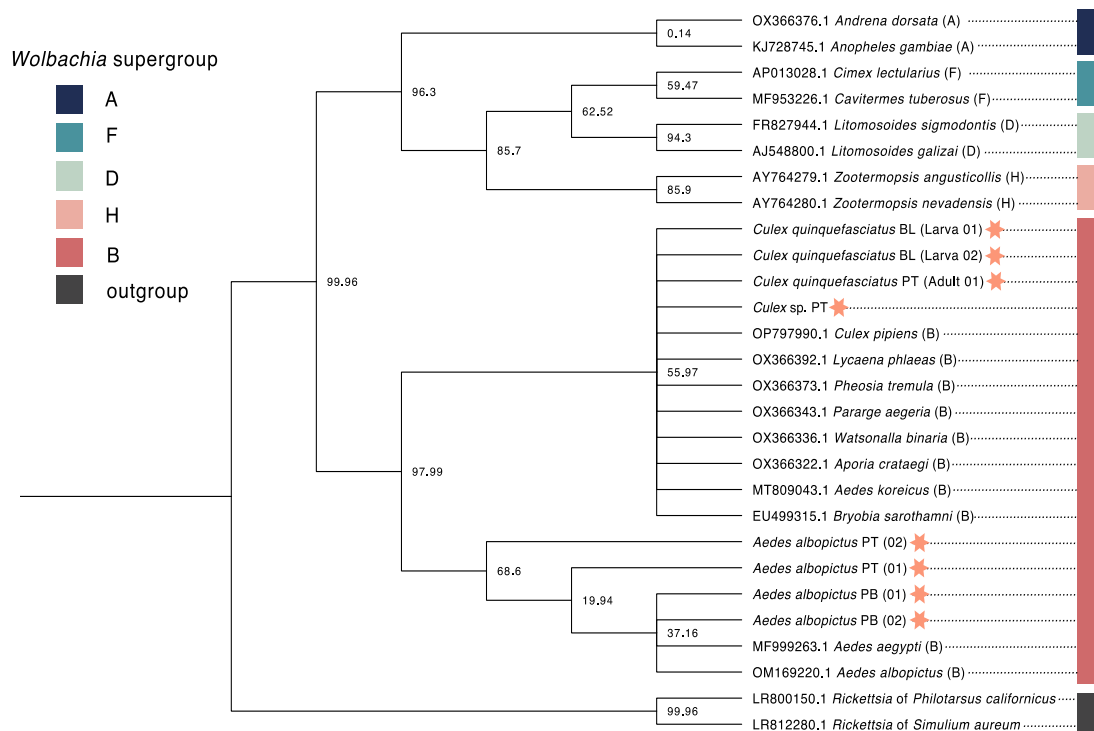 Wolbachia supergroup
A
F
D
H
B
outgroup
OX366376.1 Andrena dorsata (A)
0.14
KJ728745.1 Anopheles gambiae (A)
96.3
AP013028.1 Cimex lectularius (F)
59.47
MF953226.1 Cavitermes tuberosus (F)
62.52
FR827944.1 Litomosoides sigmodontis (D)
94.3
AJ548800.1 Litomosoides galizai (D)
85.7
AY764279.1 Zootermopsis angusticollis (H)
85.9
AY764280.1 Zootermopsis nevadensis (H)
99.96
Culex quinquefasciatus BL (Larva 01)
Culex quinquefasciatus BL (Larva 02)
Culex quinquefasciatus PT (Adult 01)
Culex sp. PT
OP797990.1 Culex pipiens (B)
OX366392.1 Lycaena phlaeas (B)
55.97
OX366373.1 Pheosia tremula (B)
OX366343.1 Pararge aegeria (B)
OX366336.1 Watsonalla binaria (B)
OX366322.1 Aporia crataegi (B)
97.99
MT809043.1 Aedes koreicus (B)
EU499315.1 Bryobia sarothamni (B)
Aedes albopictus PT (02)
68.6
Aedes albopictus PT (01)
19.94
Aedes albopictus PB (01)
Aedes albopictus PB (02)
37.16
MF999263.1 Aedes aegypti (B)
OM169220.1 Aedes albopictus (B)
LR800150.1 Rickettsia of Philotarsus californicus
99.96
LR812280.1 Rickettsia of Simulium aureum